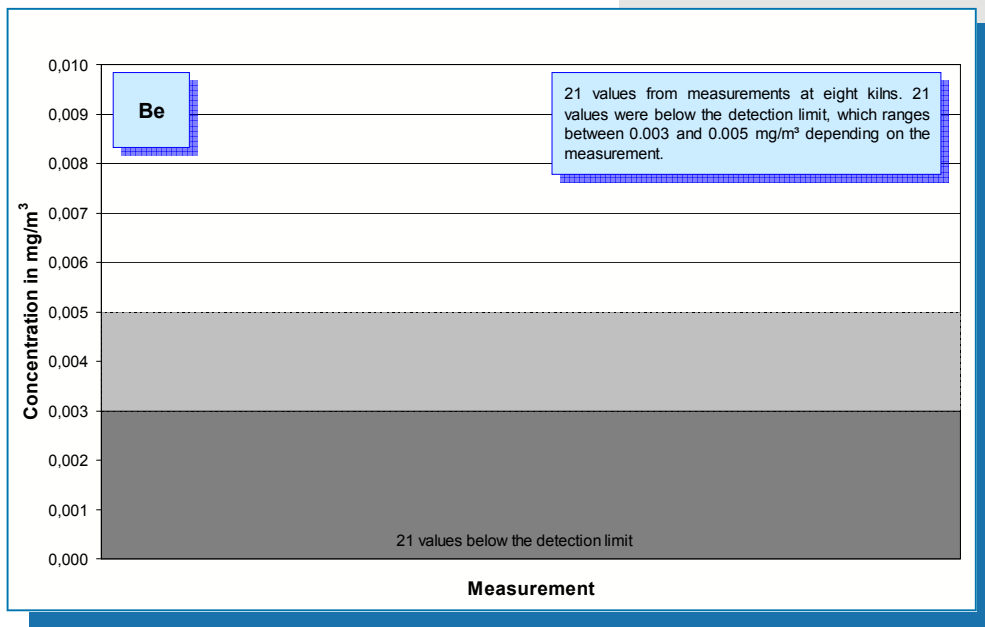 0,010
0,009
0,008
0,007
0,006
0,005
0,004
0,003
0,002
0,001
0,000
Concentration in mg/m³
Be
21 values from measurements at eight kilns. 21
values were below the detection limit, which ranges
between 0.003 and 0.005 mg/m³ depending on the
measurement.
21 values below the detection limit
Measurement